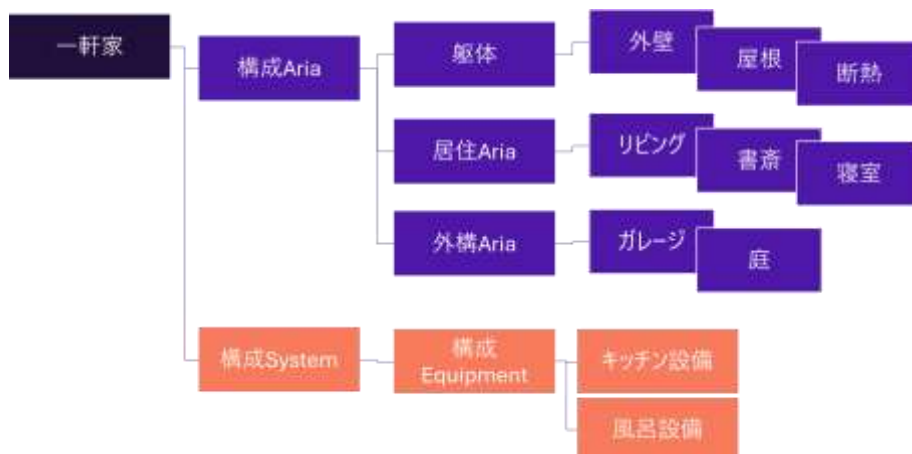 一軒家
構成Aria
躯体
外壁
屋根
断熱
居住Aria
リビング
書斎
寝室
外構Aria
ガレージ
庭
構成System
構成
Equipment
キッチン設備
風呂設備